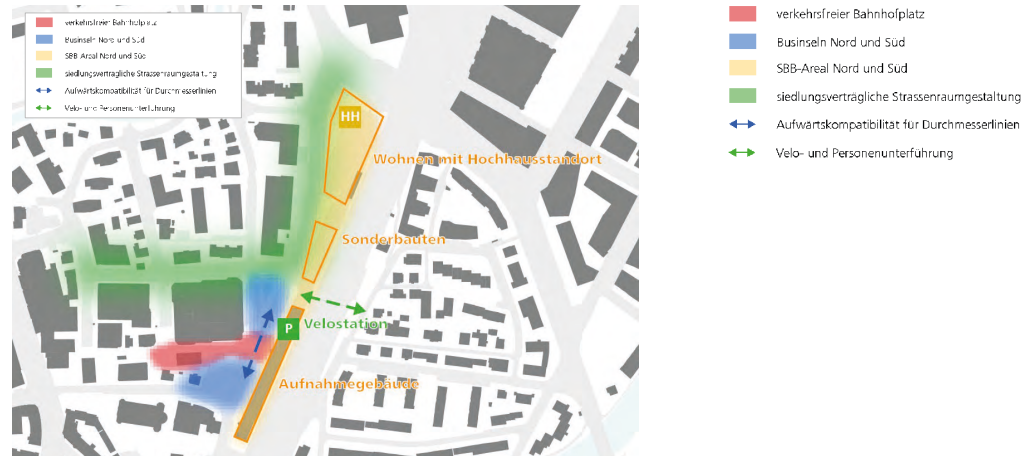 verkehrsfreier Bahnhofplatz
Businseln Nord und Süd
SBB-Areal Nord und Süd
siedlungsverträgliche Strassenraumgestaltung
Aufwärtskompatibilität für Durchmesserlinien
Velo- und Personenunterführung
HH
Wohnen mit Hochhausstandort
Sonderbauten
P
Velostation
Aufnahmegebäude
verkehrsfreier Bahnhofplatz
Businseln Nord und Süd
SBB-Areal Nord und Süd
siedlungsverträgliche Strassenraumgestaltung
Aufwärtskompatibilität für Durchmesserlinien
Velo- und Personenunterführung